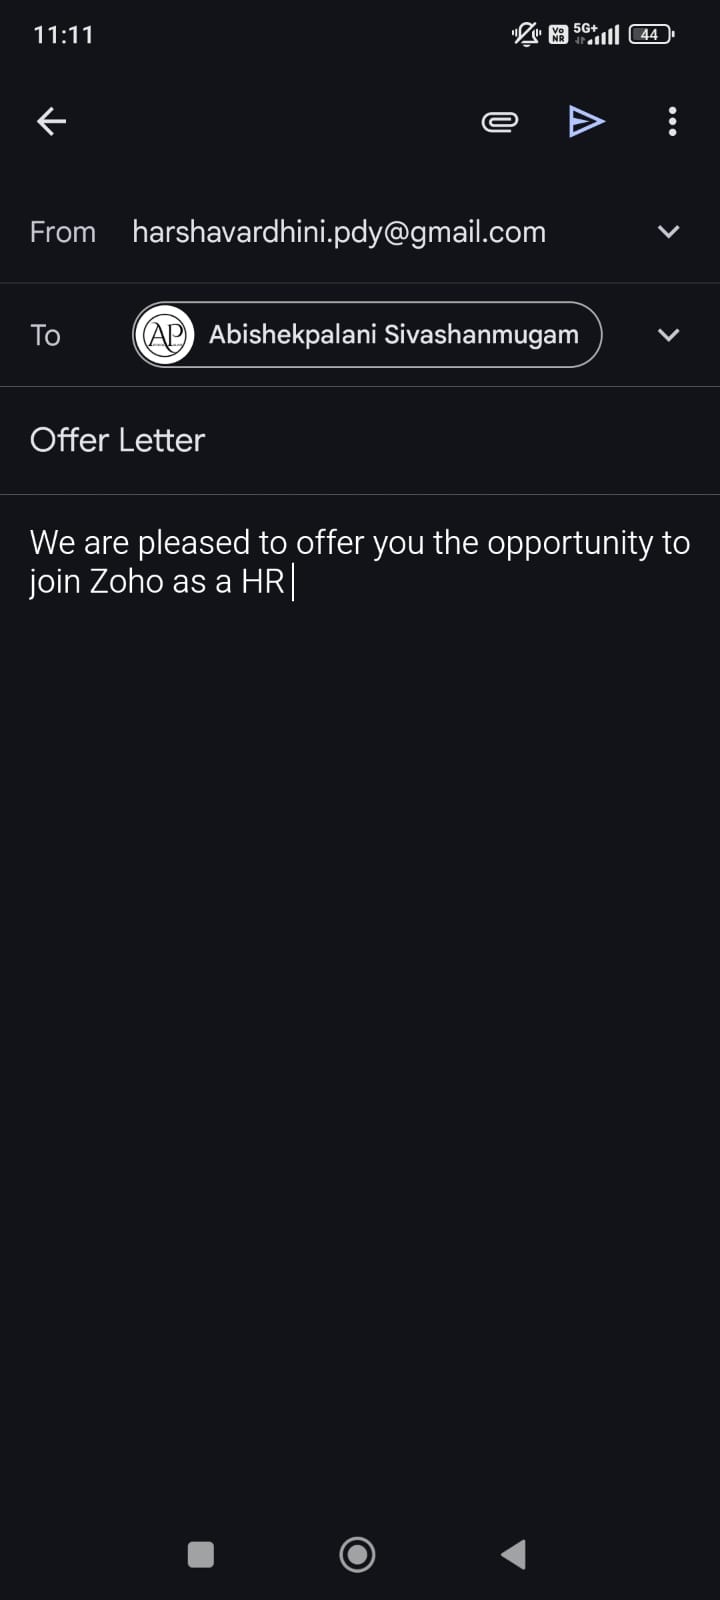 11:11
Vo NR 5G+ 44
From harshavardhini.pdy@gmail.com
To AP Abishekpalani Sivashanmugam
Offer Letter
We are pleased to offer you the opportunity to
join Zoho as a HR